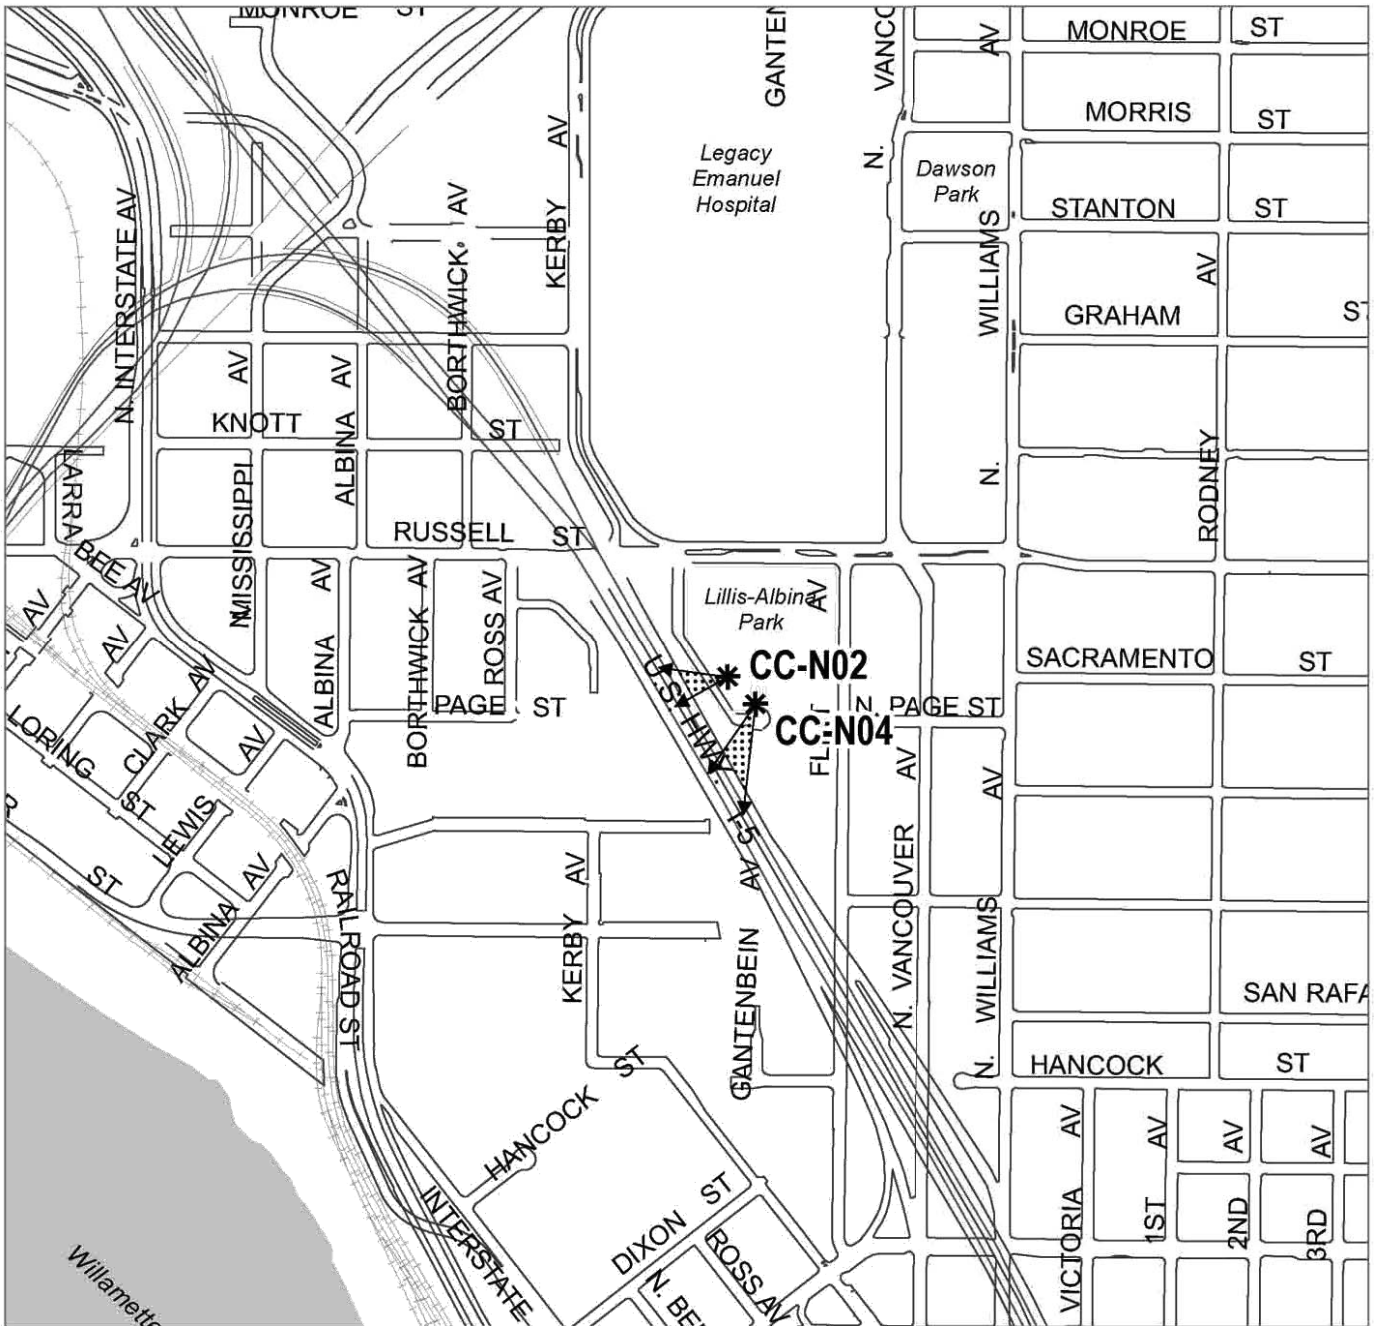 MONROE ST
GANTEN
VANCO
AV
MONROE ST
MORRIS ST
Legacy
Emanuel
Hospital
N.
Dawson
Park
STANTON ST
N. INTERSTATE AV
BORTHWICK AV
KERBY AV
N. WILLIAMS
AV
GRAHAM ST
AV
AV
KNOTT ST
ALBINA
LARRABEE AV
MISSISSIPPI
RODNEY
RUSSELL ST
AV
AV
AV
AV
AV
ROSS AV
Lillis-Albina
Park
AV
BORTHWICK
ALBINA
CC-N02
SACRAMENTO ST
U.S. HWY. I-5
PAGE ST
N. PAGE ST
CC-N04
FLINT
CLARK AV
LORING ST
AV
AV
AV
LEWIS
ST
AV
ALBINA
RAILROAD ST
KERBY AV
GANTENBEIN AV
N. VANCOUVER
N. WILLIAMS
SAN RAFA
HANCOCK ST
HANCOCK ST
VICTORIA AV
1ST AV
2ND AV
3RD AV
INTERSTATE
DIXON ST
ROSS AV
N. BE
Willamette